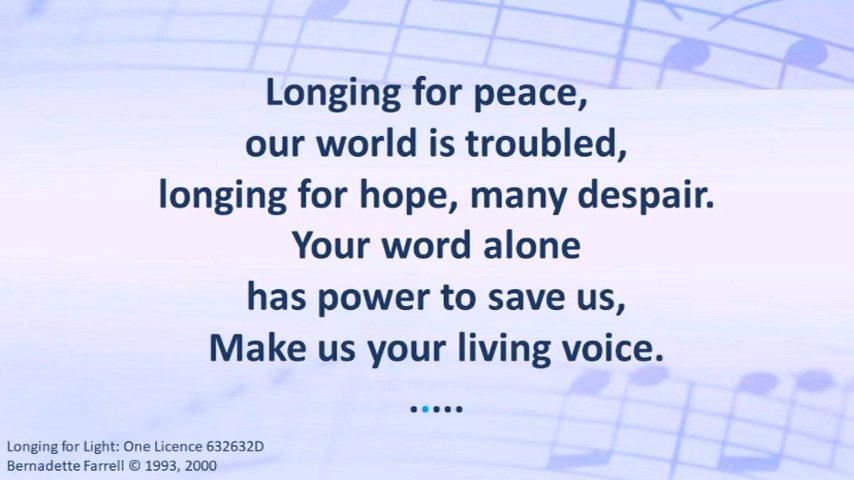 Longing for peace,
our world is troubled,
longing for hope, many despair.
Your word alone
has power to save us,
Make us your living voice.
.....
Longing for Light: One Licence 632632D
Bernadette Farrell © 1993, 2000